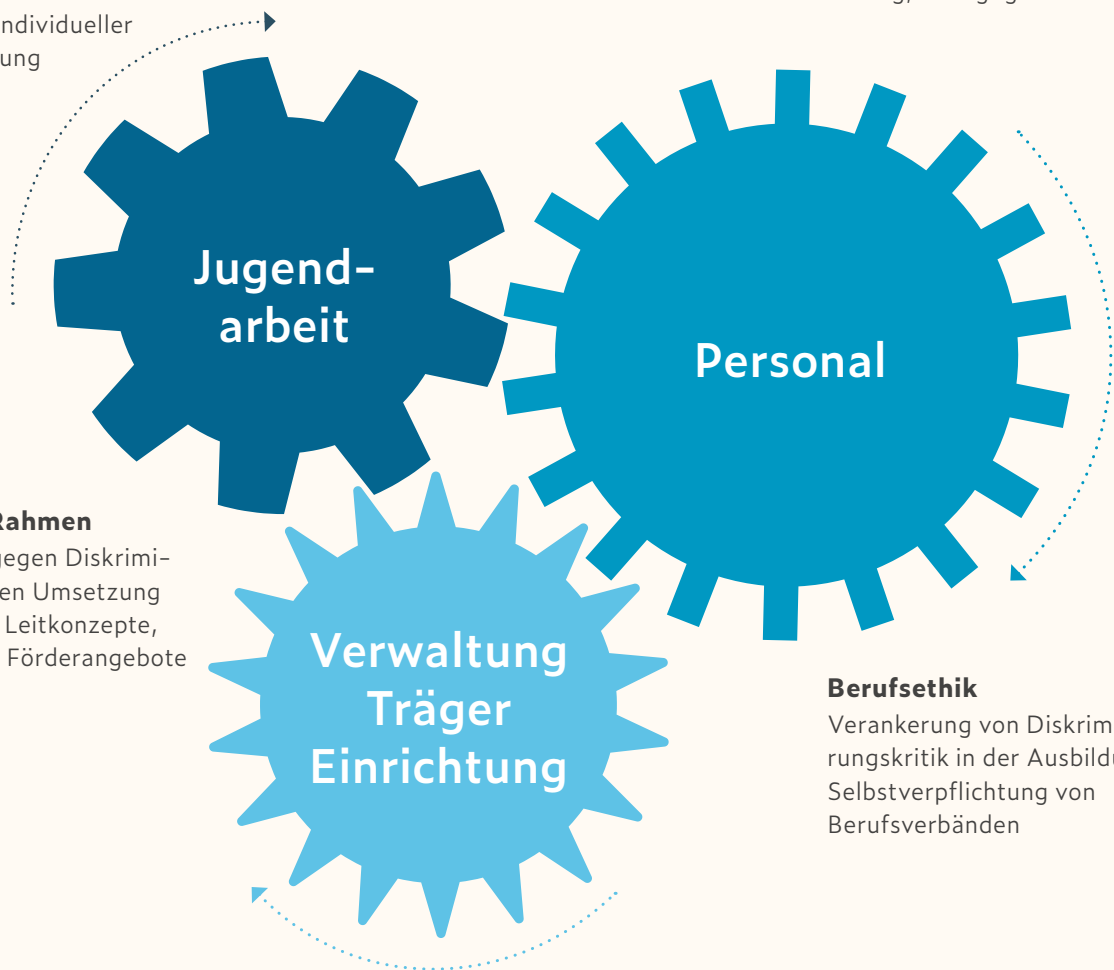 ndividueller
ung
Jugend-
arbeit
Personal
Rahmen
gegen Diskrimi-
en Umsetzung
Leitkonzepte,
Förderangebote
Verwaltung
Träger
Einrichtung
Berufsethik
Verankerung von Diskrim
rungskritik in der Ausbild
Selbstverpflichtung von
Berufsverbänden